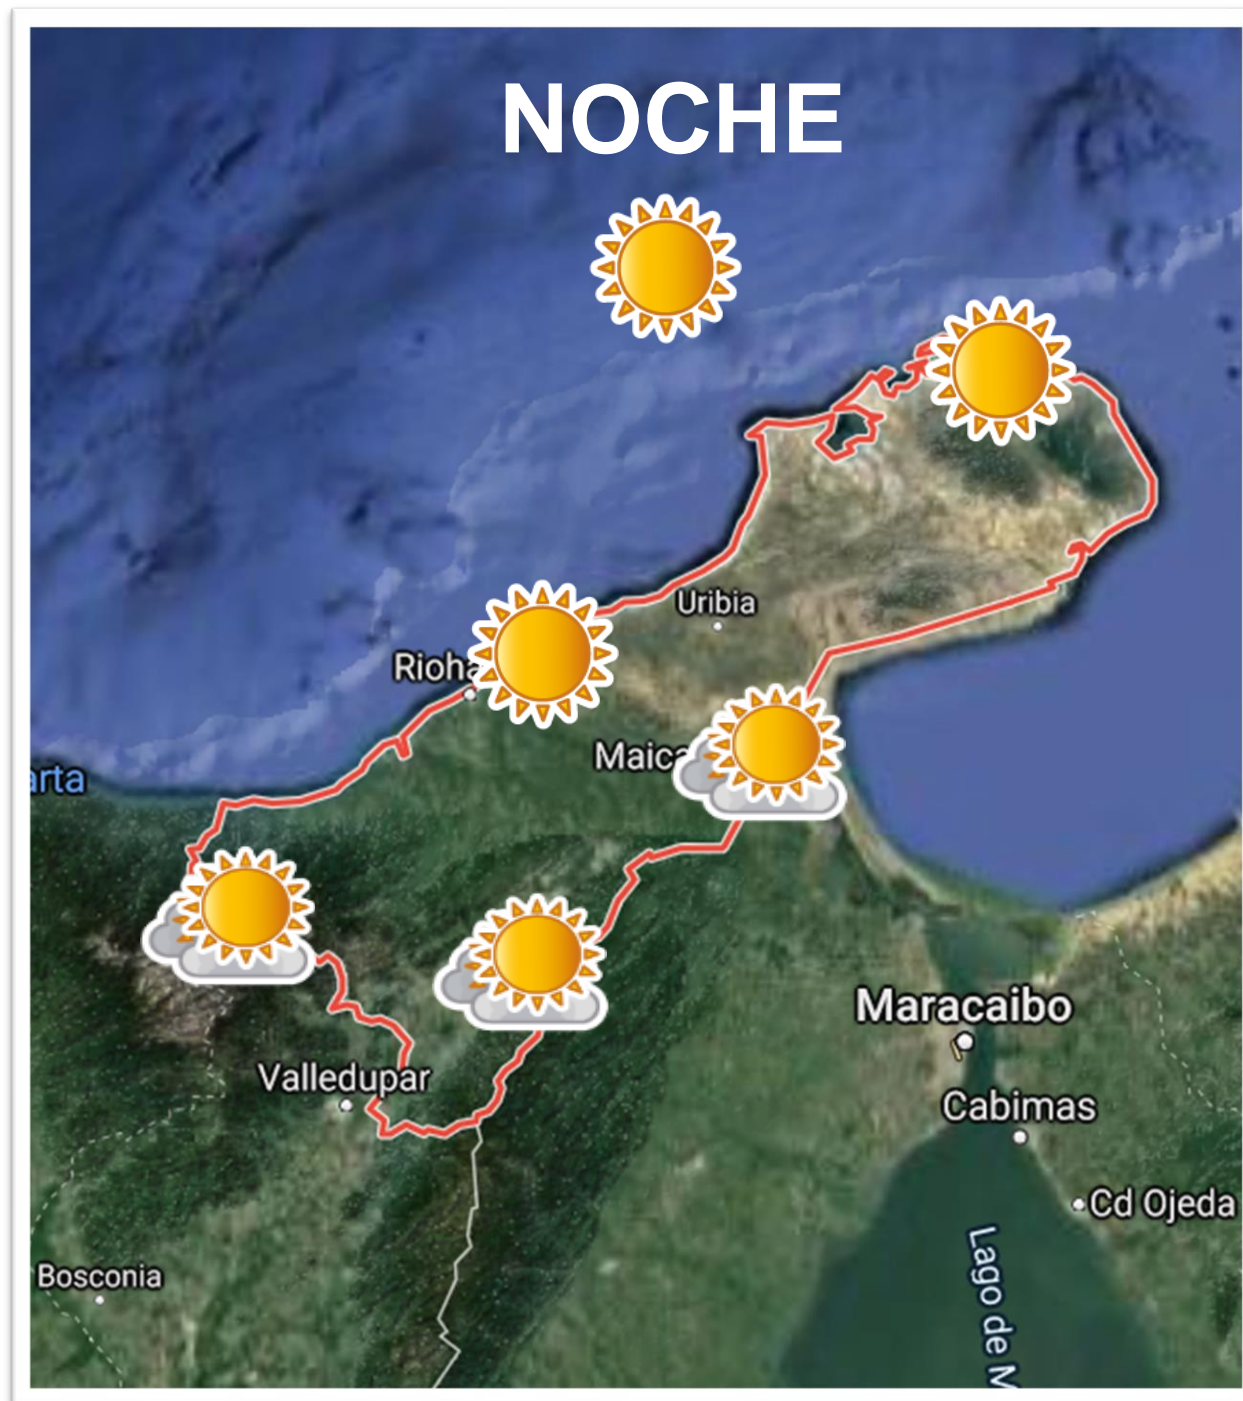 NOCHE
Uribia
Rioha
Maica
arta
Maracaibo
Valledupar
Cabimas
Cd Ojeda
Lago de M
Bosconia